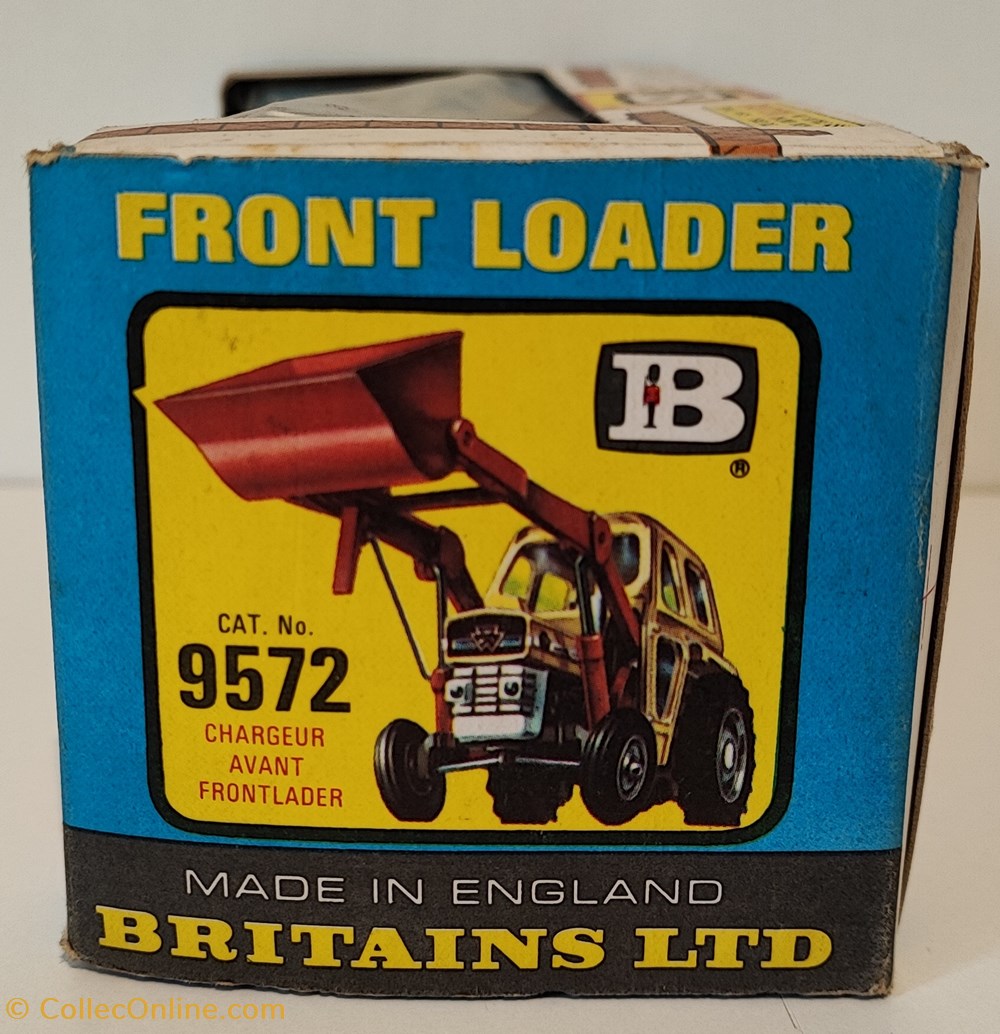 FRONT LOADER
B
®
CAT. No.
9572
CHARGEUR
AVANT
FRONTLADER
MADE IN ENGLAND
BRITAINS LTD
© CollecOnline.com